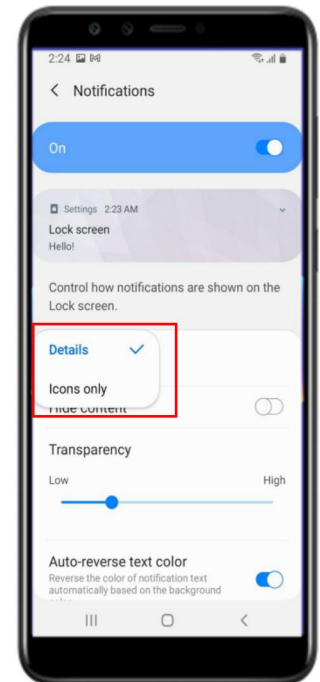 2:24
Notifications
On
Settings 2:23 AM
Lock screen
Hello!
Control how notifications are shown on the
Lock screen.
Details
Icons only
Hide content
Transparency
Low High
Auto-reverse text color
Reverse the color of notification text
automatically based on the background